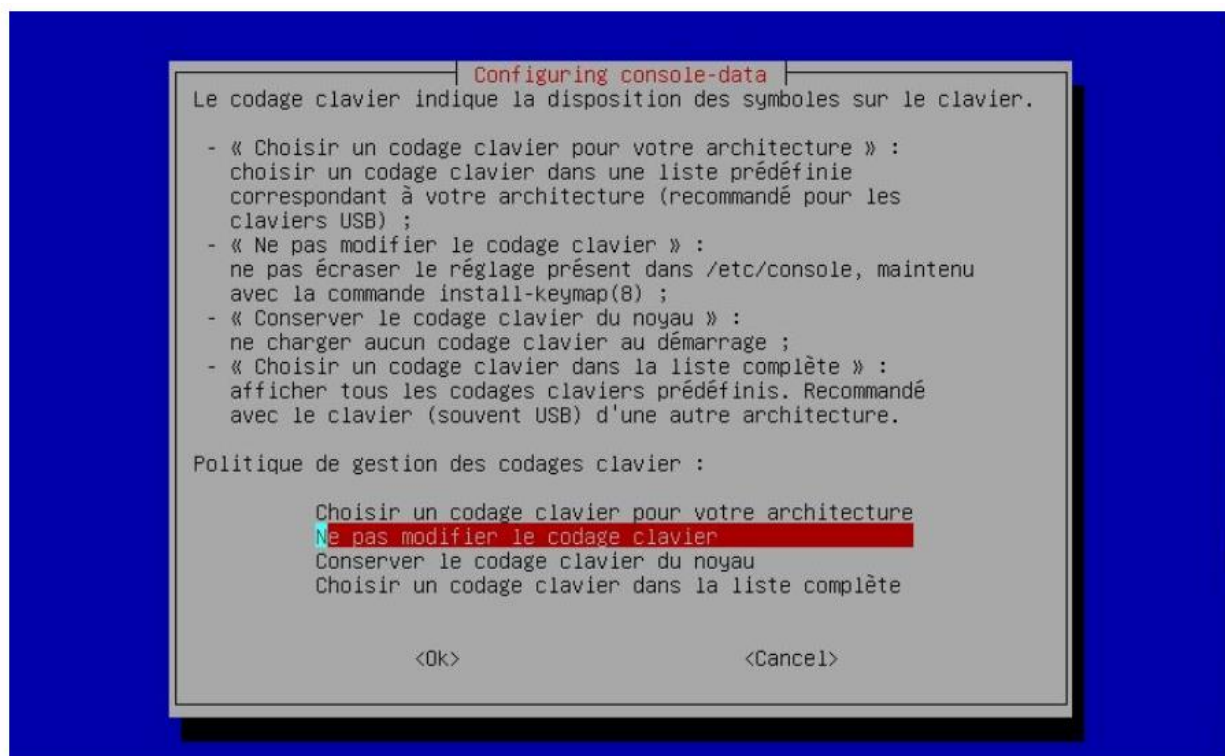 Configuring console-data
Le codage clavier indique la disposition des symboles sur le clavier.
- « Choisir un codage clavier pour votre architecture » :
choisir un codage clavier dans une liste prédéfinie
correspondant à votre architecture (recommandé pour les
claviers USB) ;
- « Ne pas modifier le codage clavier » :
ne pas écraser le réglage présent dans /etc/console, maintenu
avec la commande install-keymap(8) ;
- « Conserver le codage clavier du noyau » :
ne charger aucun codage clavier au démarrage ;
- « Choisir un codage clavier dans la liste complète » :
afficher tous les codages claviers prédéfinis. Recommandé
avec le clavier (souvent USB) d'une autre architecture.
Politique de gestion des codages clavier :
Choisir un codage clavier pour votre architecture
Ne pas modifier le codage clavier
Conserver le codage clavier du noyau
Choisir un codage clavier dans la liste complète
<Ok> <Cancel>